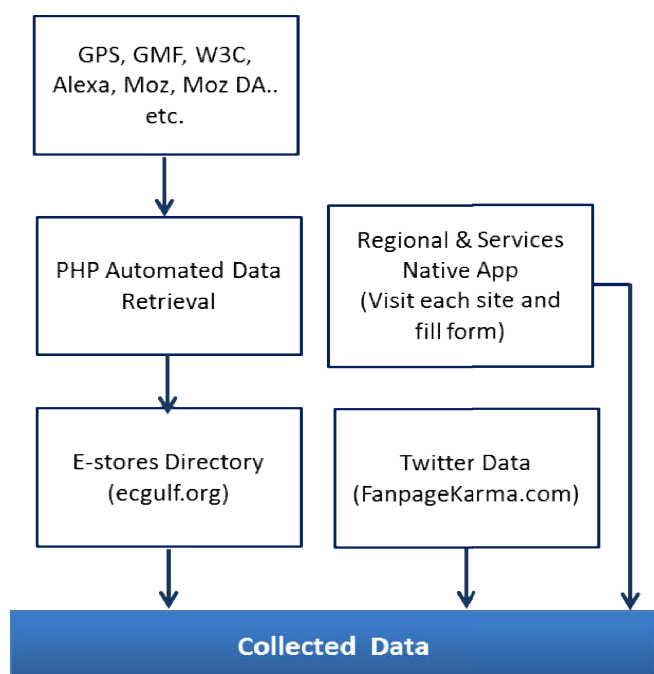 GPS, GMF, W3C,
Alexa, Moz, Moz DA..
etc.
PHP Automated Data
Retrieval
Regional & Services
Native App
(Visit each site and
fill form)
E-stores Directory
(ecgulf.org)
Twitter Data
(FanpageKarma.com)
Collected Data